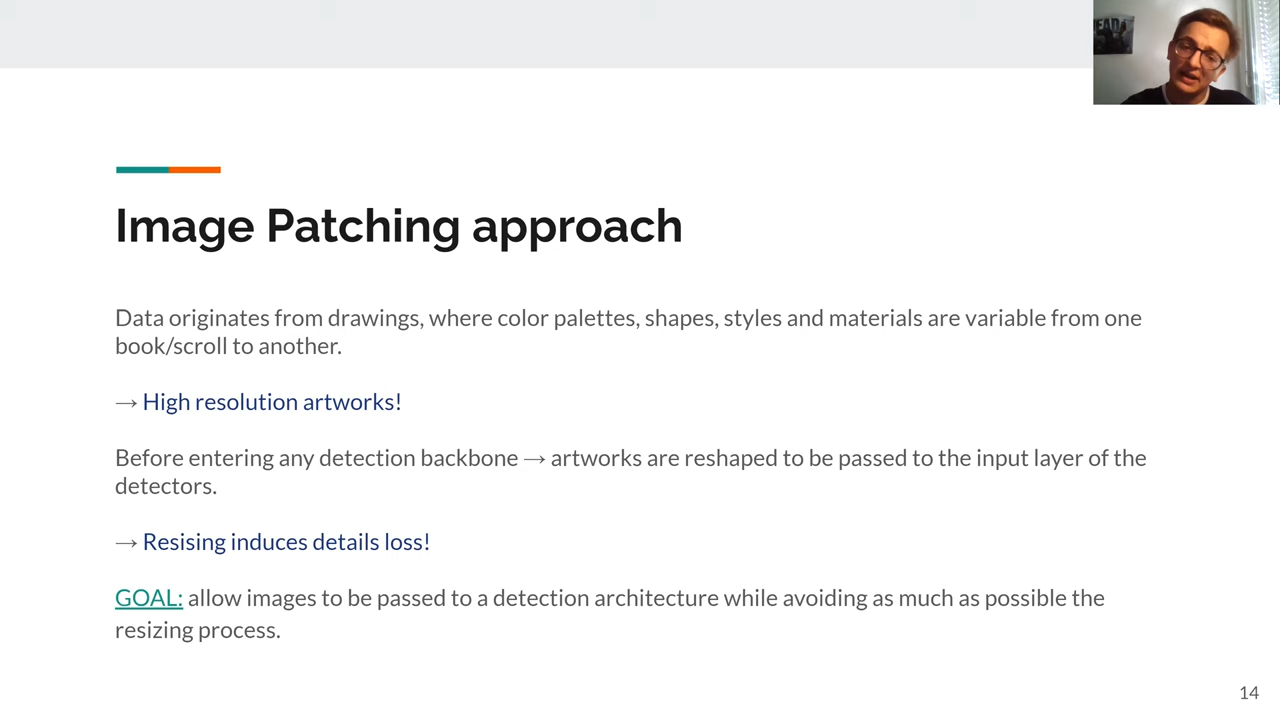 Image Patching approach
Data originates from drawings, where color palettes, shapes, styles and materials are variable from one
book/scroll to another.
→ High resolution artworks!
Before entering any detection backbone → artworks are reshaped to be passed to the input layer of the
detectors.
→ Resising induces details loss!
GOAL: allow images to be passed to a detection architecture while avoiding as much as possible the
resizing process.
14